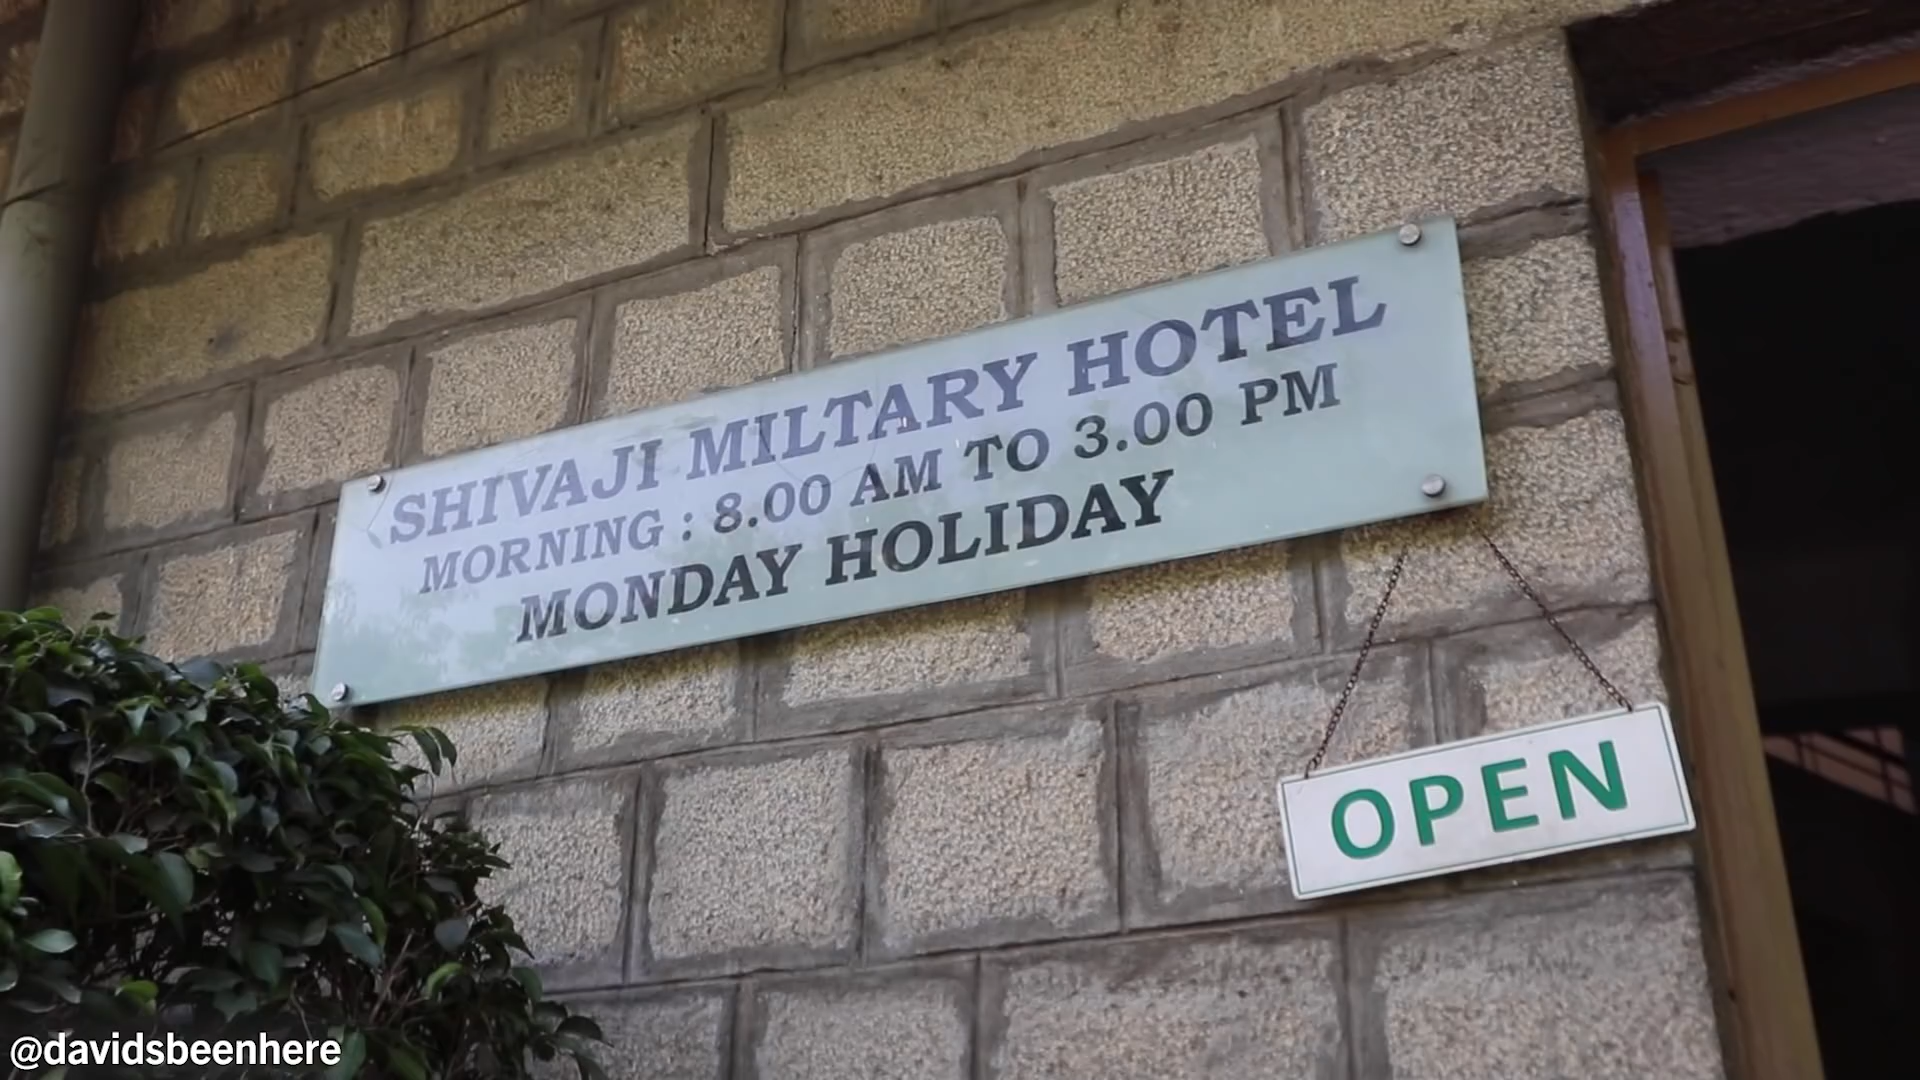 SHIVAJI MILTARY HOTEL
MORNING : 8.00 AM TO 3.00 PM
MONDAY HOLIDAY
OPEN
@davidsbeenhere